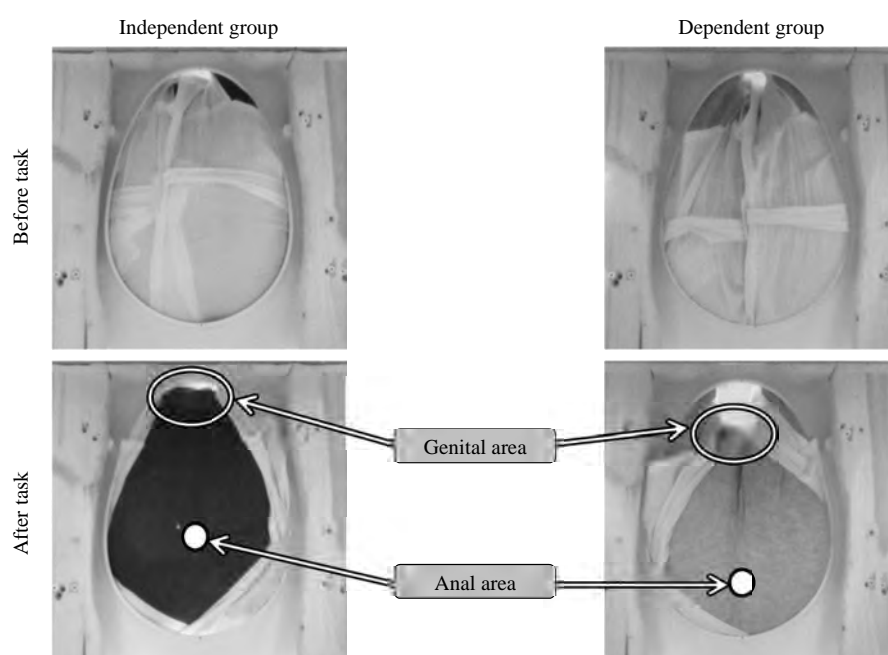 Independent group
Dependent group
Before task
After task
Genital area
Anal area